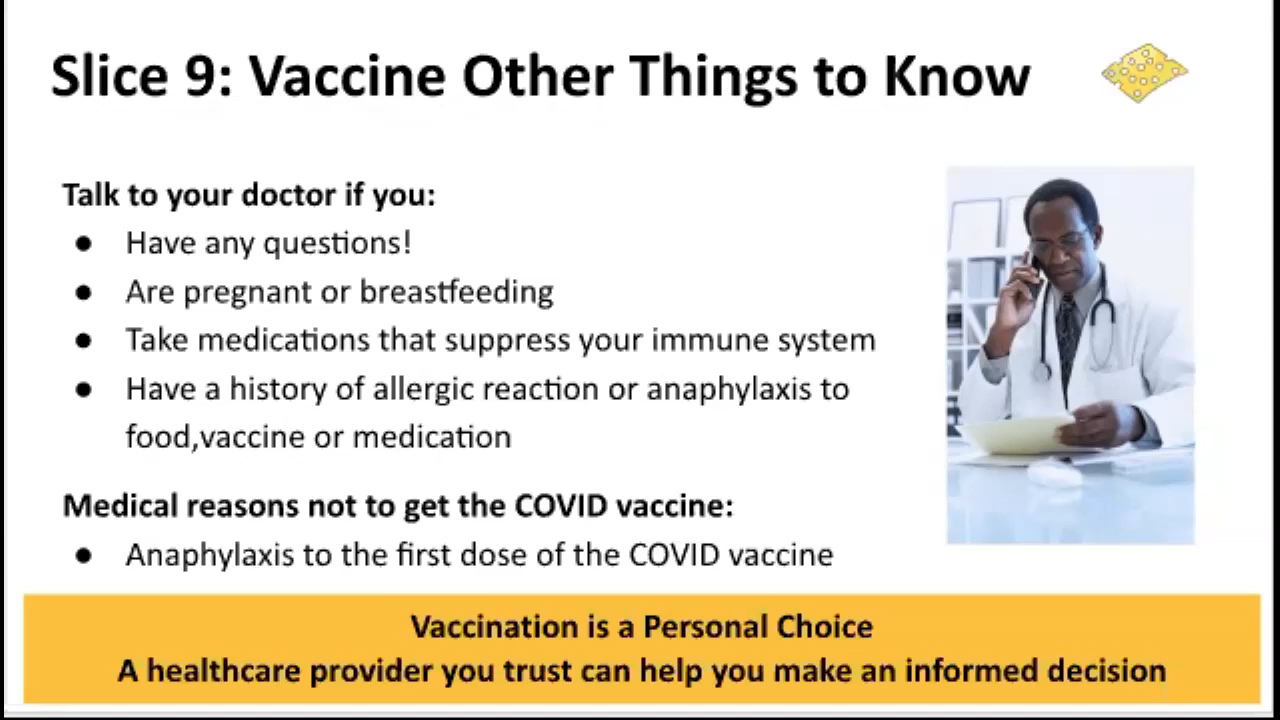 Slice 9: Vaccine Other Things to Know
Talk to your doctor if you:
● Have any questions!
● Are pregnant or breastfeeding
● Take medications that suppress your immune system
● Have a history of allergic reaction or anaphylaxis to
food,vaccine or medication
Medical reasons not to get the COVID vaccine:
● Anaphylaxis to the first dose of the COVID vaccine
Vaccination is a Personal Choice
A healthcare provider you trust can help you make an informed decision